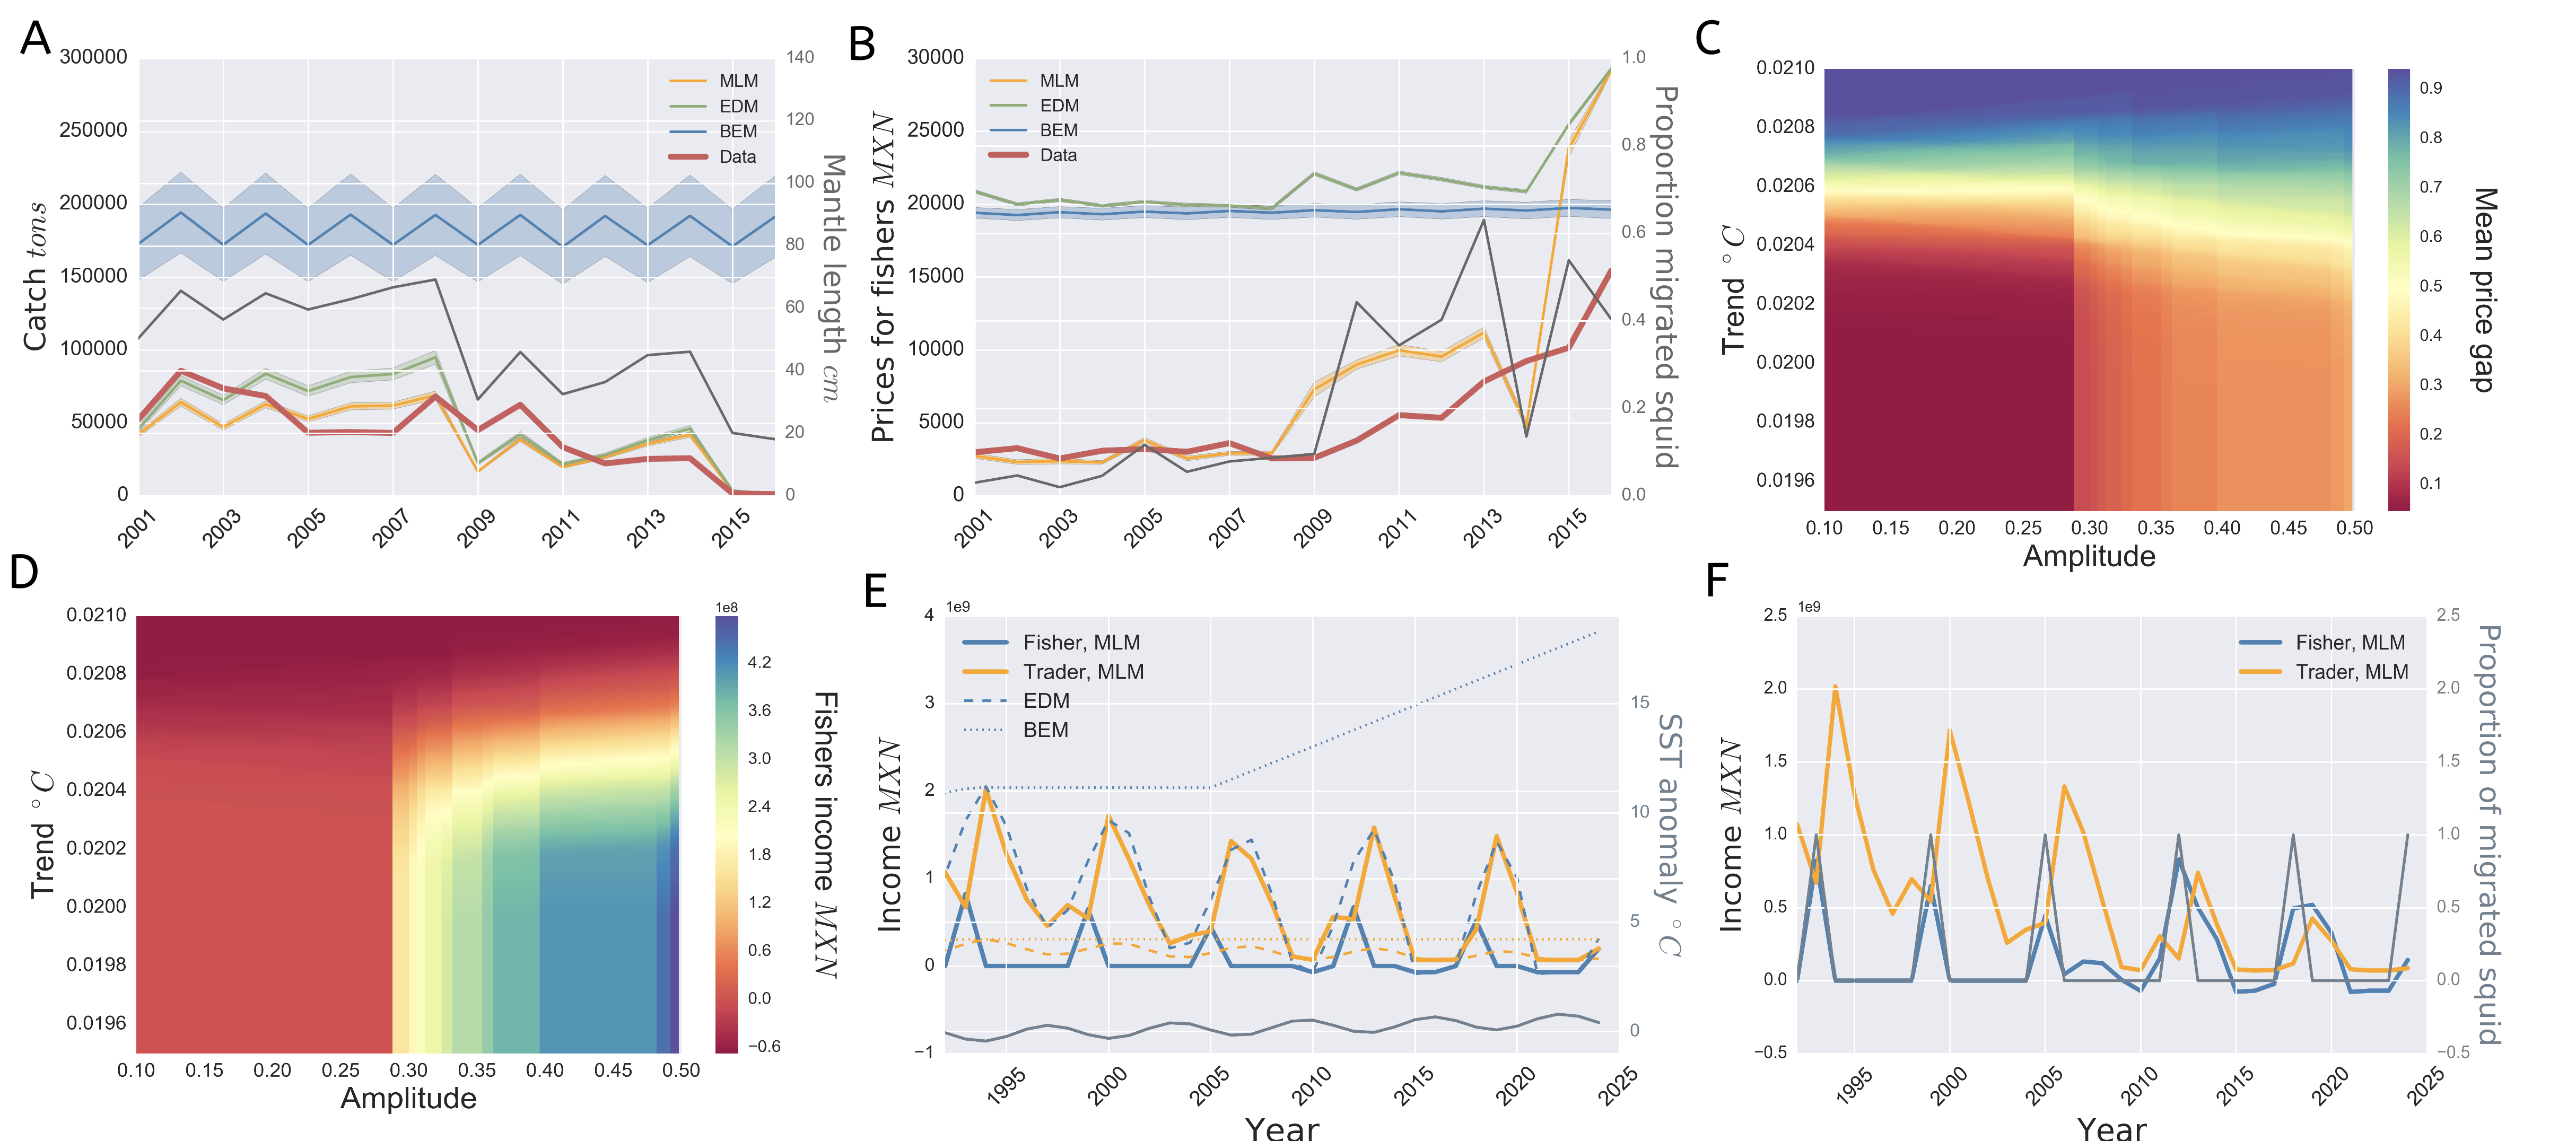 A
300000
250000
200000
150000
100000
50000
0
Catch tons
140
120
100
80
60
40
20
0
Mantle length cm
MLM
EDM
BEM
Data
2001
2003
2005
2007
2009
2011
2013
2015
B
30000
25000
20000
15000
10000
5000
0
Prices for fishers MXN
1.0
0.8
0.6
0.4
0.2
0.0
Proportion migrated squid
MLM
EDM
BEM
Data
2001
2003
2005
2007
2009
2011
2013
2015
C
0.0210
0.0208
0.0206
0.0204
0.0202
0.0200
0.0198
0.0196
Trend °C
0.10 0.15 0.20 0.25 0.30 0.35 0.40 0.45 0.50
Amplitude
0.9
0.8
0.7
0.6
0.5
0.4
0.3
0.2
0.1
Mean price gap
D
0.0210
0.0208
0.0206
0.0204
0.0202
0.0200
0.0198
0.0196
Trend °C
0.10 0.15 0.20 0.25 0.30 0.35 0.40 0.45 0.50
Amplitude
1e8
4.2
3.6
3.0
2.4
1.8
1.2
0.6
0.0
−0.6
Fishers income MXN
E
1e9
4
3
2
1
0
−1
Income MXN
Fisher, MLM
Trader, MLM
EDM
BEM
15
10
5
0
SST anomaly °C
1995
2000
2005
2010
2015
2020
2025
Year
F
1e9
2.5
2.0
1.5
1.0
0.5
0.0
−0.5
Income MXN
Fisher, MLM
Trader, MLM
2.5
2.0
1.5
1.0
0.5
0.0
−0.5
Proportion of migrated squid
1995
2000
2005
2010
2015
2020
2025
Year